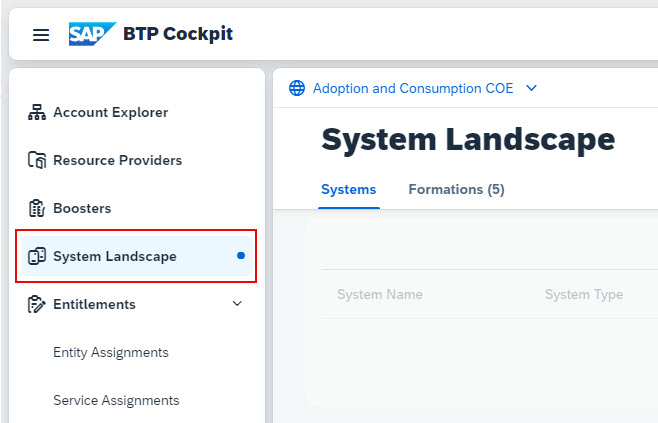 SAP BTP Cockpit
Account Explorer
Resource Providers
Boosters
System Landscape
Entitlements
Entity Assignments
Service Assignments
Adoption and Consumption COE
System Landscape
Systems Formations (5)
System Name System Type